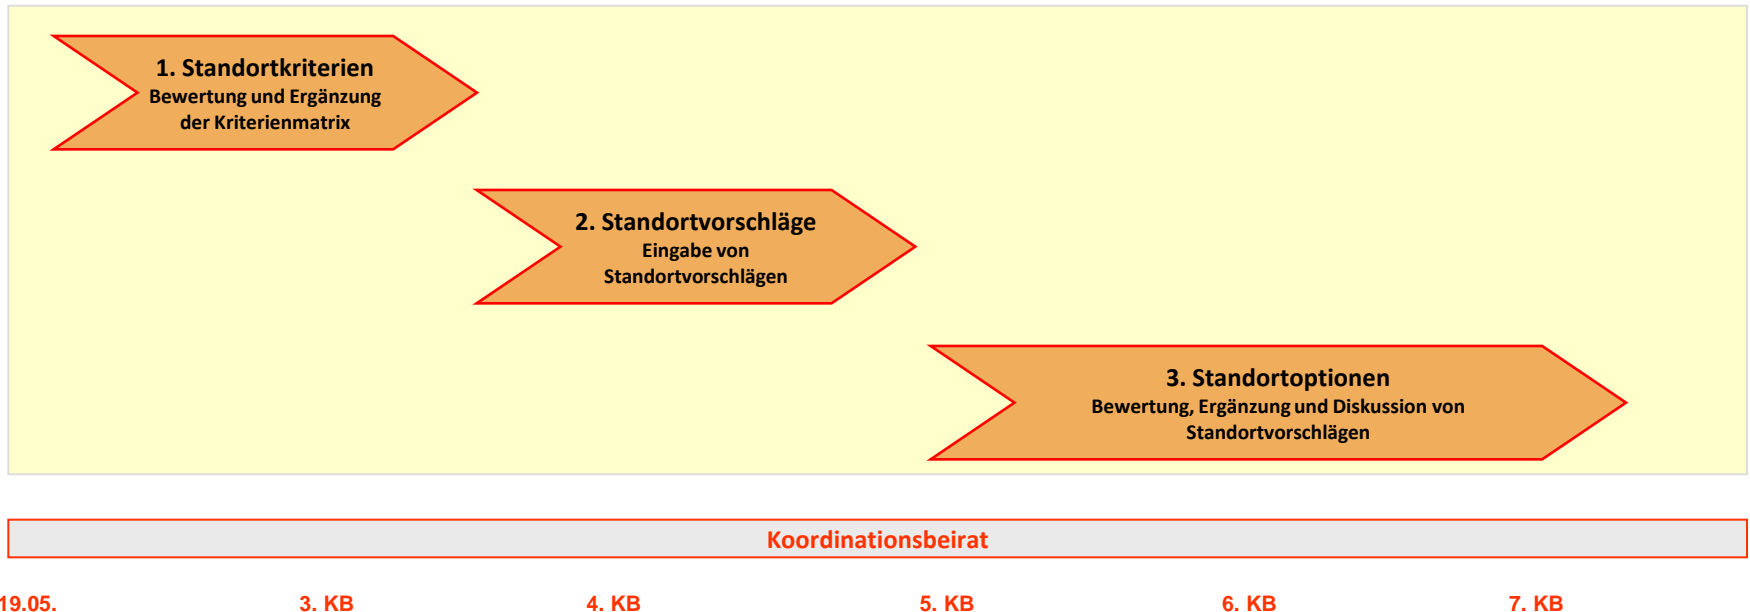 1. Standortkriterien
Bewertung und Ergänzung
der Kriterienmatrix
2. Standortvorschläge
Eingabe von
Standortvorschlägen
3. Standortoptionen
Bewertung, Ergänzung und Diskussion von
Standortvorschlägen
Koordinationsbeirat
19.05. 3. KB 4. KB 5. KB 6. KB 7. KB